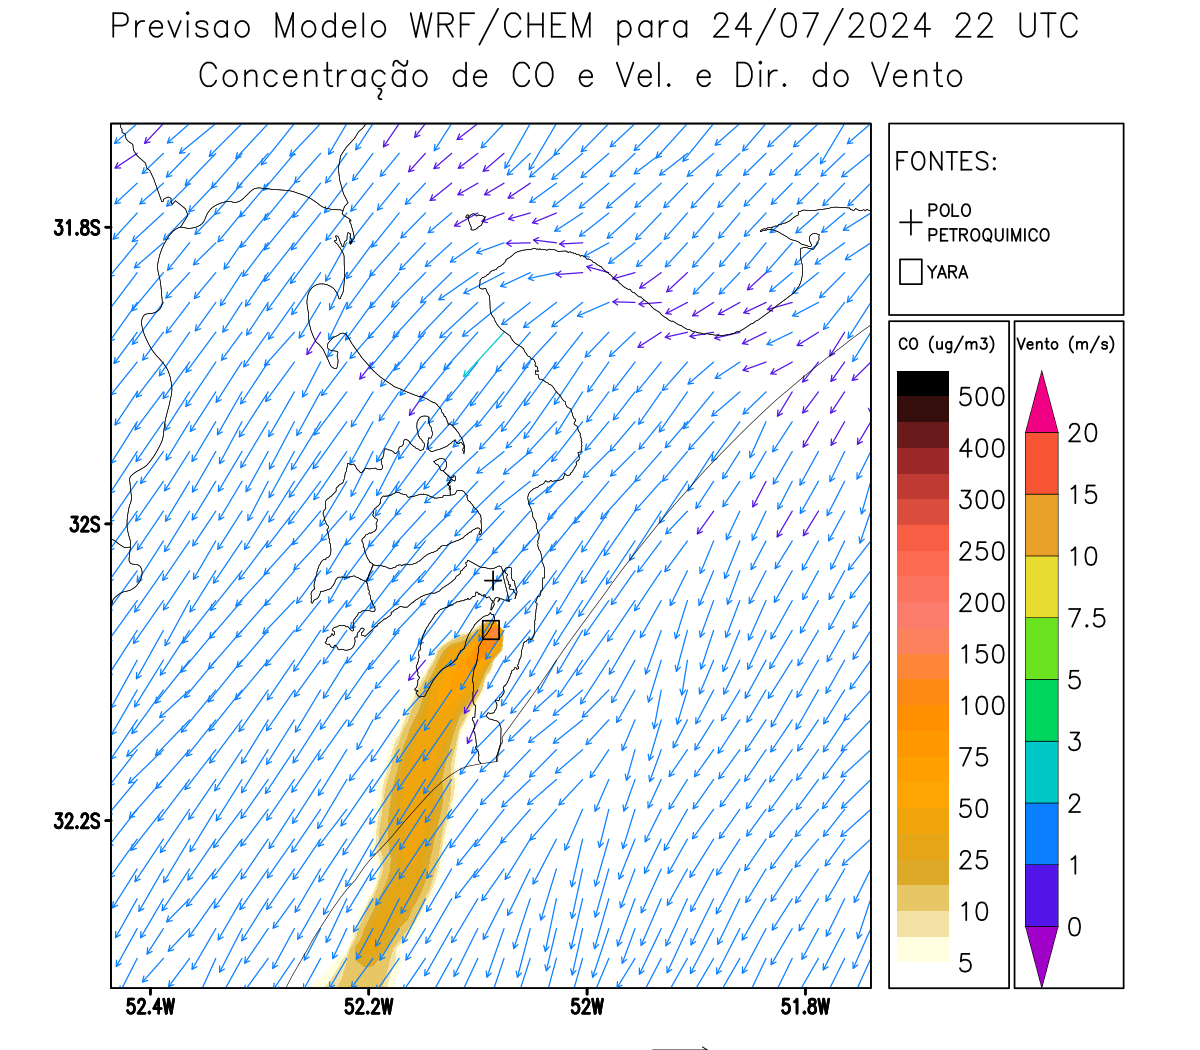 Previsao Modelo WRF/CHEM para 24/07/2024 22 UTC
Concentração de CO e Vel. e Dir. do Vento
FONTES:
POLO
PETROQUIMICO
YARA
CO (ug/m3)
500
400
300
250
200
150
100
75
50
25
10
5
Vento (m/s)
20
15
10
7.5
5
3
2
1
0
31.8S
32S
32.2S
52.4W
52.2W
52W
51.8W